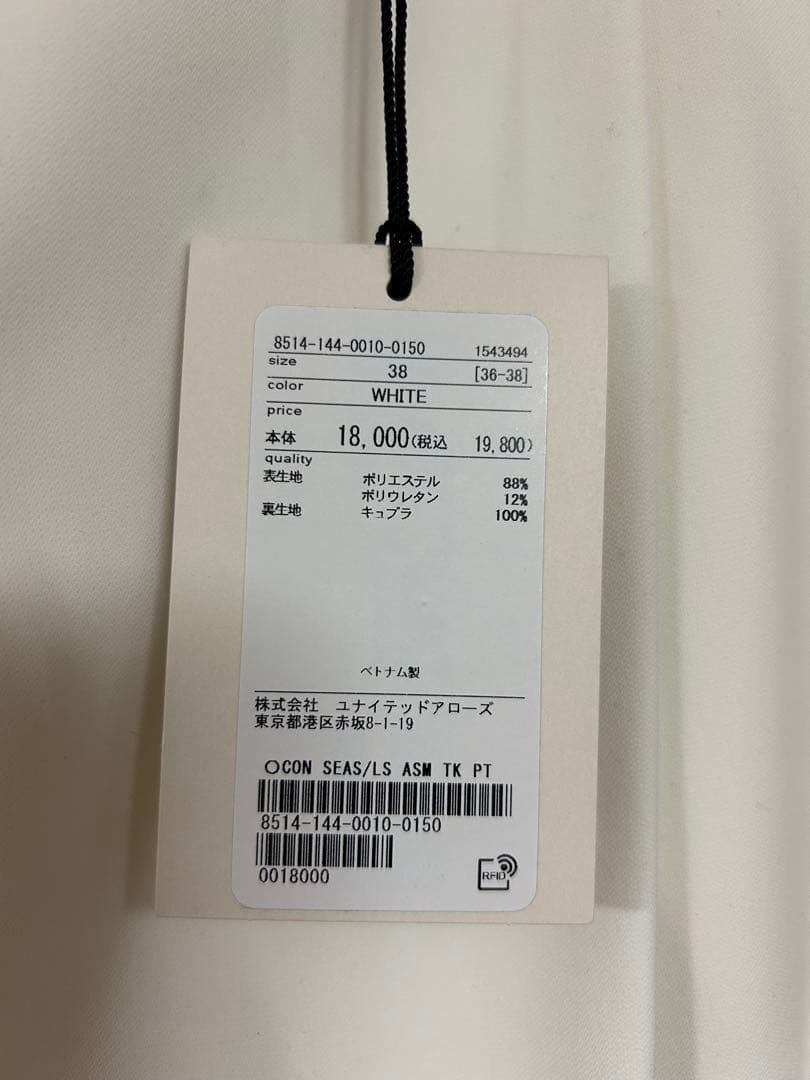 8514-144-0010-0150 1543494
size 38 [36-38]
color WHITE
price
本体 18,000(税込 19,800)
quality
表生地 ポリエステル 88%
ポリウレタン 12%
裏生地 キュプラ 100%
ベトナム製
株式会社 ユナイテッドアローズ
東京都港区赤坂8-1-19
〇CON SEAS/LS ASM TK PT
8514-144-0010-0150
0018000
RFID